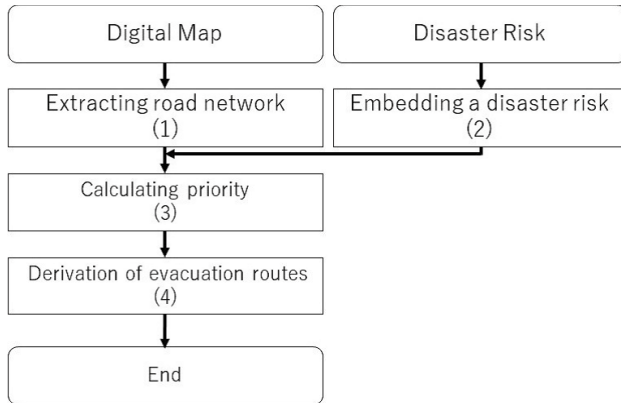 Digital Map
Disaster Risk
Extracting road network
(1)
Embedding a disaster risk
(2)
Calculating priority
(3)
Derivation of evacuation routes
(4)
End